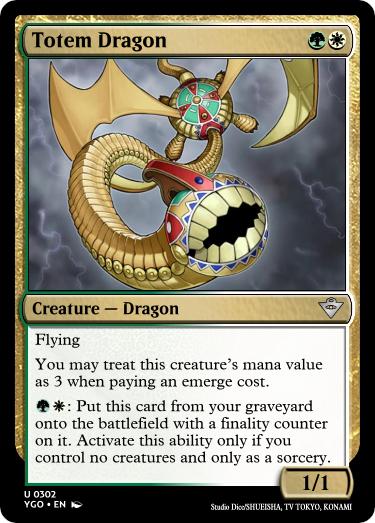 Totem Dragon
Creature — Dragon
Flying
You may treat this creature's mana value
as 3 when paying an emerge cost.
: Put this card from your graveyard
onto the battlefield with a finality counter
on it. Activate this ability only if you
control no creatures and only as a sorcery.
1/1
U 0302
YGO • EN
Studio Dice/SHUEISHA, TV TOKYO, KONAMI